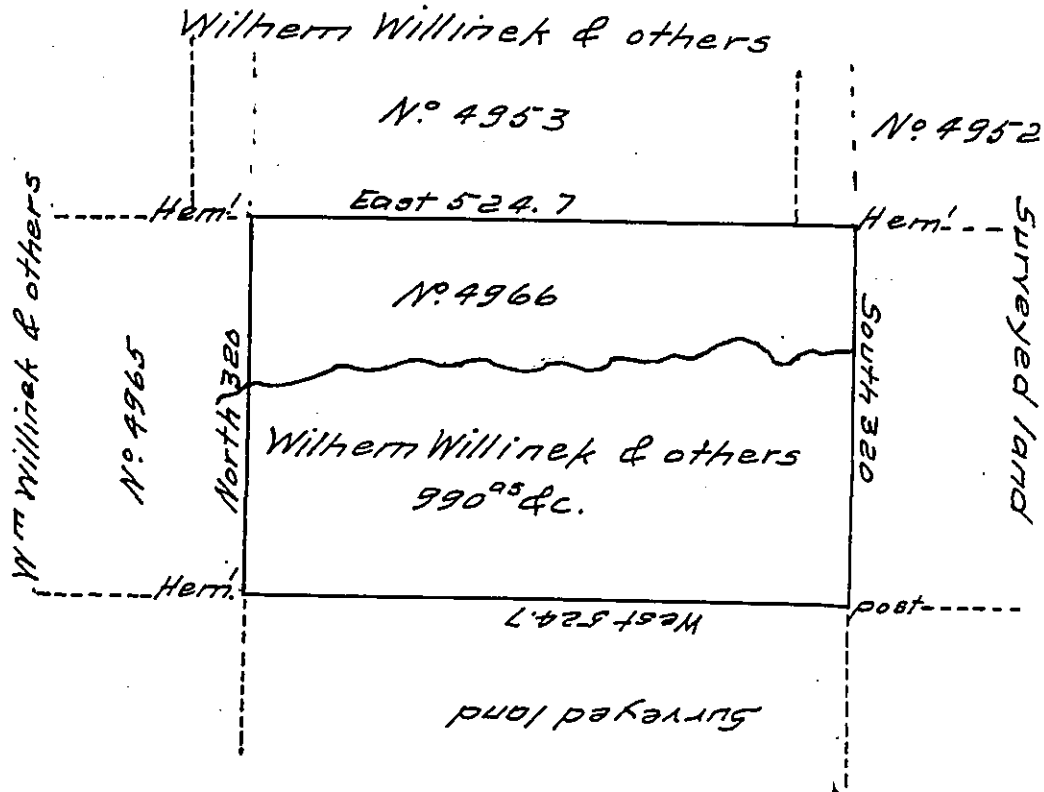 Wilhem Willinek & others
N.º 4953
Nº 4952
Hem!
East 524.7
Hem!
Wm Willinek & others
Nº 4965
North 320
Nº 4966
South 320
Surveyed land
Wilhem Willinek & others
990as &c.
Hem!
West 524.7
post
Surveyed land